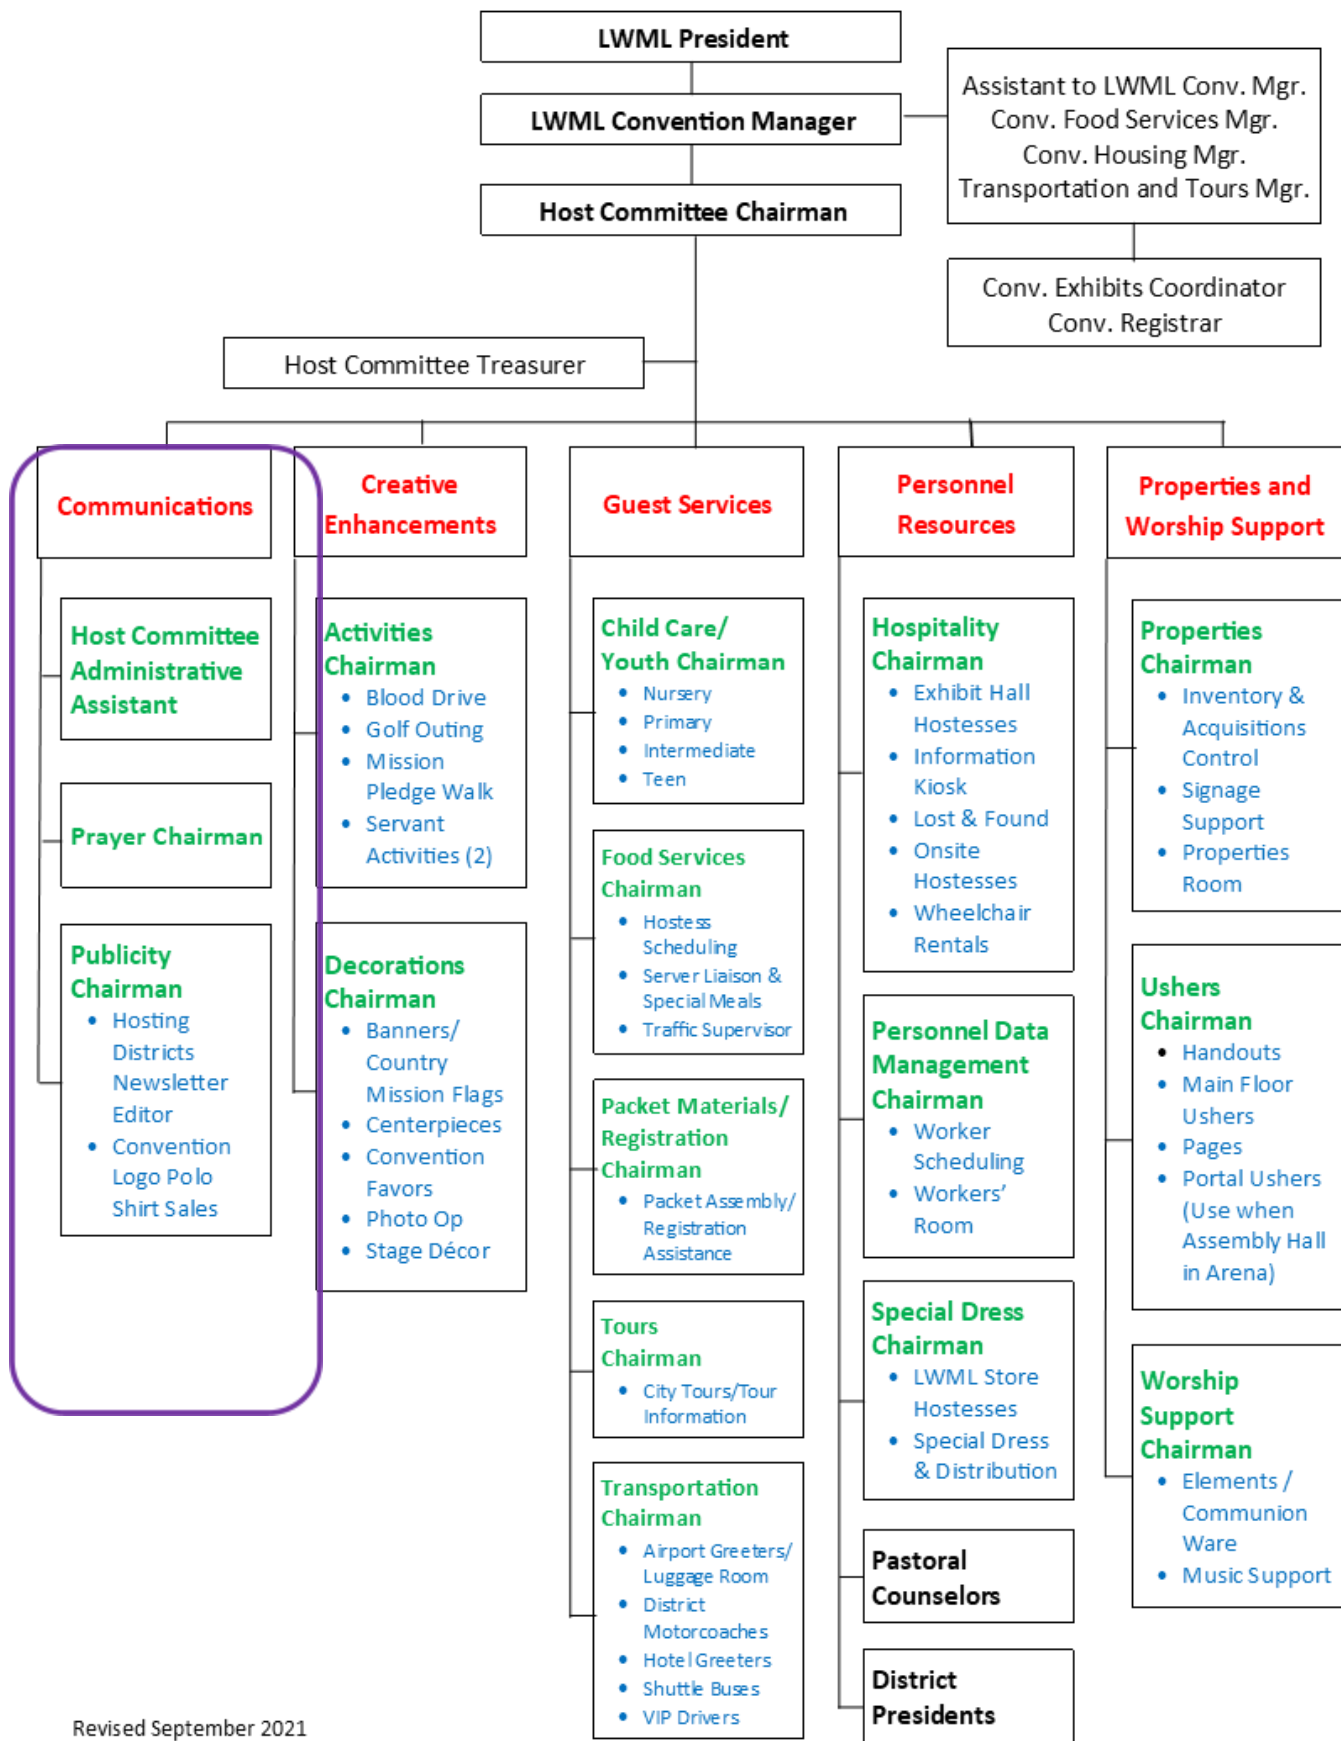 LWML President
LWML Convention Manager
Assistant to LWML Conv. Mgr.
Conv. Food Services Mgr.
Conv. Housing Mgr.
Transportation and Tours Mgr.
Host Committee Chairman
Conv. Exhibits Coordinator
Conv. Registrar
Host Committee Treasurer
Communications
Host Committee
Administrative
Assistant
Prayer Chairman
Publicity
Chairman
• Hosting
Districts
Newsletter
Editor
• Convention
Logo Polo
Shirt Sales
Creative
Enhancements
Activities
Chairman
• Blood Drive
• Golf Outing
• Mission
Pledge Walk
• Servant
Activities (2)
Decorations
Chairman
• Banners/
Country
Mission Flags
• Centerpieces
• Convention
Favors
• Photo Op
• Stage Décor
Guest Services
Child Care/
Youth Chairman
• Nursery
• Primary
• Intermediate
• Teen
Food Services
Chairman
• Hostess
Scheduling
• Server Liaison &
Special Meals
• Traffic Supervisor
Packet Materials/
Registration
Chairman
• Packet Assembly/
Registration
Assistance
Tours
Chairman
• City Tours/Tour
Information
Transportation
Chairman
• Airport Greeters/
Luggage Room
• District
Motorcoaches
• Hotel Greeters
• Shuttle Buses
• VIP Drivers
Personnel
Resources
Hospitality
Chairman
• Exhibit Hall
Hostesses
• Information
Kiosk
• Lost & Found
• Onsite
Hostesses
• Wheelchair
Rentals
Personnel Data
Management
Chairman
• Worker
Scheduling
• Workers’
Room
Special Dress
Chairman
• LWML Store
Hostesses
• Special Dress
& Distribution
Pastoral
Counselors
District
Presidents
Properties and
Worship Support
Properties
Chairman
• Inventory &
Acquisitions
Control
• Signage
Support
• Properties
Room
Ushers
Chairman
• Handouts
• Main Floor
Ushers
• Pages
• Portal Ushers
(Use when
Assembly Hall
in Arena)
Worship
Support
Chairman
• Elements /
Communion
Ware
• Music Support
Revised September 2021